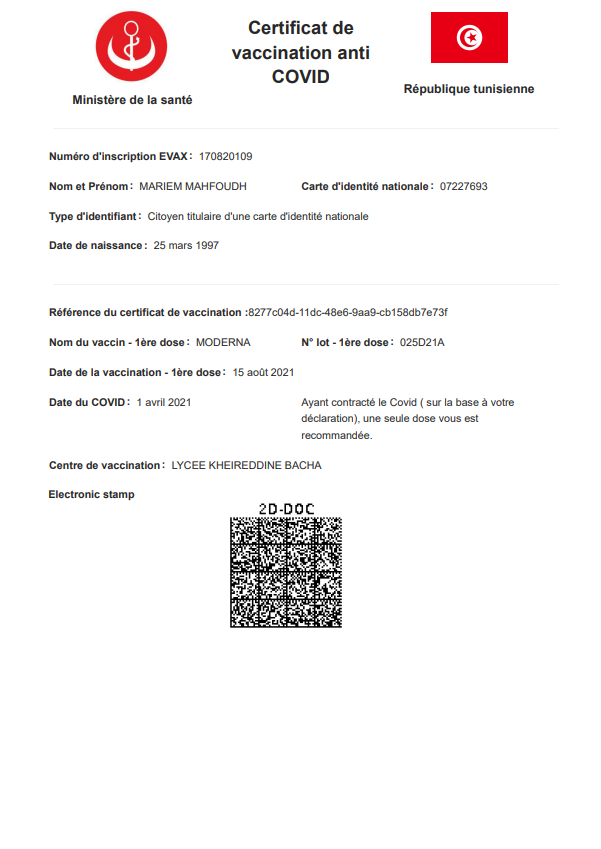 Certificat de
vaccination anti
COVID
Ministère de la santé
République tunisienne
Numéro d'inscription EVAX : 170820109
Nom et Prénom : MARIEM MAHFOUDH
Carte d'identité nationale : 07227693
Type d'identifiant : Citoyen titulaire d'une carte d'identité nationale
Date de naissance : 25 mars 1997
Référence du certificat de vaccination :8277c04d-11dc-48e6-9aa9-cb158db7e73f
Nom du vaccin - 1ère dose : MODERNA
N° lot - 1ère dose : 025D21A
Date de la vaccination - 1ère dose : 15 août 2021
Date du COVID : 1 avril 2021
Ayant contracté le Covid ( sur la base à votre
déclaration), une seule dose vous est
recommandée.
Centre de vaccination : LYCEE KHEIREDDINE BACHA
Electronic stamp
2D-DOC